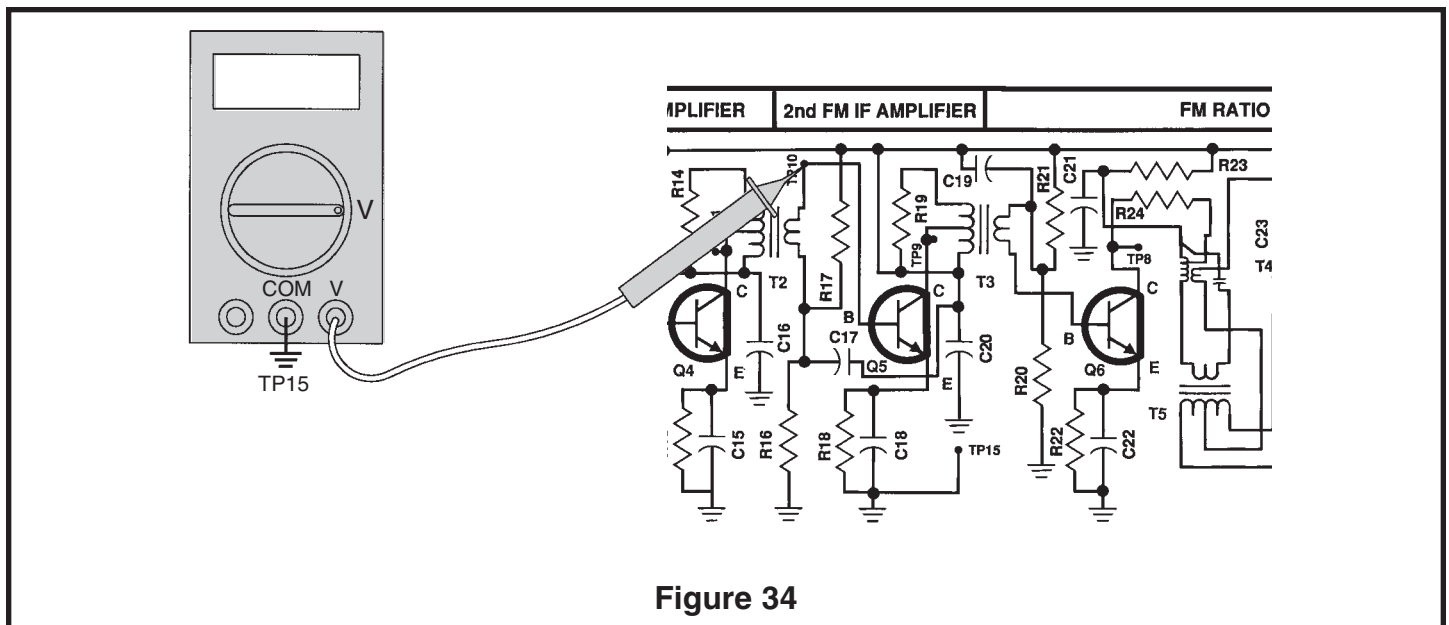 V
COM V
TP15
MPLIFIER
2nd FM IF AMPLIFIER
FM RATIO
R14
TP10
T2
C
Q4
E
C16
C15
R16
R17
C17
B
Q5
C
E
R18
C18
R19
TP9
C19
T3
C20
TP15
R21
C21
R20
R23
R24
TP8
C
B
Q6
E
R22
C22
C23
T4
T5
Figure 34